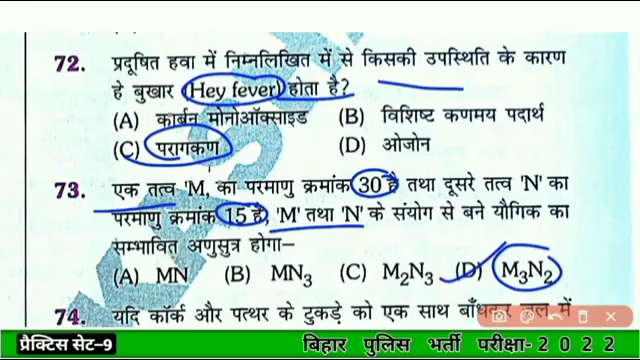 72. प्रदूषित हवा में निम्नलिखित में से किसकी उपस्थिति के कारण
हे बुखार (Hey fever) होता है?
(A) कार्बन मोनोऑक्साइड (B) विशिष्ट कणमय पदार्थ
(C) परागकण (D) ओजोन
73. एक तत्व 'M, का परमाणु क्रमांक 30 है तथा दूसरे तत्व 'N' का
परमाणु क्रमांक 15 है, 'M' तथा 'N' के संयोग से बने यौगिक का
सम्भावित अणुसुत्र होगा–
(A) MN (B) MN₃ (C) M₂N₃ (D) M₃N₂
74. यदि कॉर्क और पत्थर के टुकड़े को एक साथ बाँधकर जल में
प्रैक्टिस सेट-9 बिहार पुलिस भर्ती परीक्षा-2022